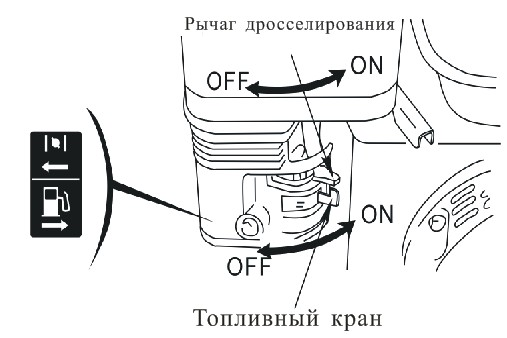 Рычаг дросселирования
OFF ON
ON
OFF
Топливный кран